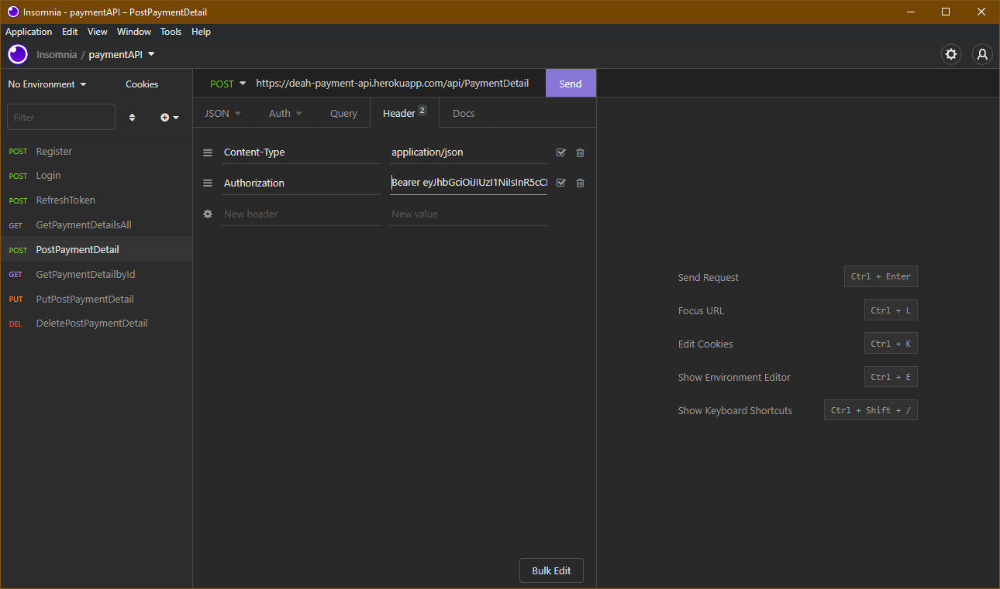 Insomnia - paymentAPI – PostPaymentDetail
Application Edit View Window Tools Help
Insomnia / paymentAPI
No Environment Cookies
POST https://deah-payment-api.herokuapp.com/api/PaymentDetail Send
Filter
JSON Auth Query Header 2 Docs
POST Register
POST Login
POST RefreshToken
GET GetPaymentDetailsAll
POST PostPaymentDetail
GET GetPaymentDetailbyId
PUT PutPostPaymentDetail
DEL DeletePostPaymentDetail
Content-Type application/json
Authorization Bearer eyJhbGciOiJIUzI1NiIsInR5cCI
New header New value
Bulk Edit
Send Request Ctrl + Enter
Focus URL Ctrl + L
Edit Cookies Ctrl + K
Show Environment Editor Ctrl + E
Show Keyboard Shortcuts Ctrl + Shift + /